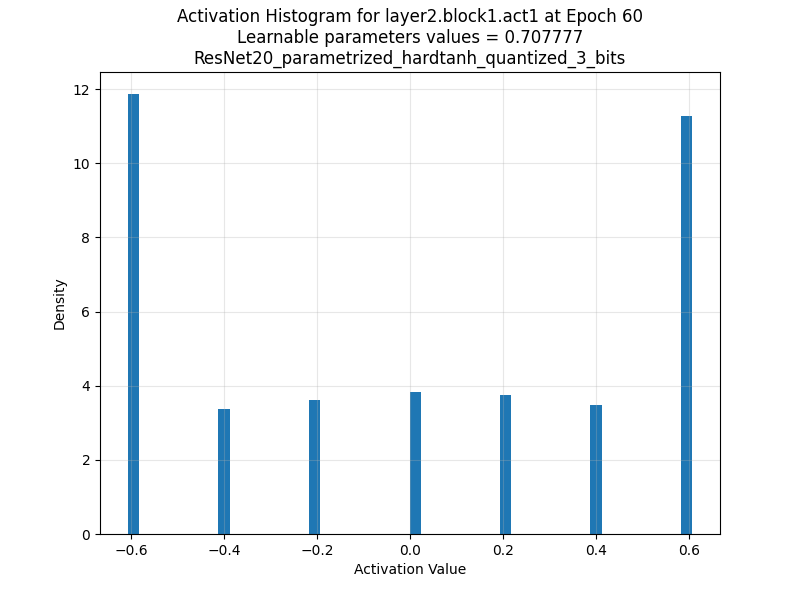 Activation Histogram for layer2.block1.act1 at Epoch 60
Learnable parameters values = 0.707777
ResNet20_parametrized_hardtanh_quantized_3_bits
12
10
8
6
4
2
0
Density
−0.6 −0.4 −0.2 0.0 0.2 0.4 0.6
Activation Value